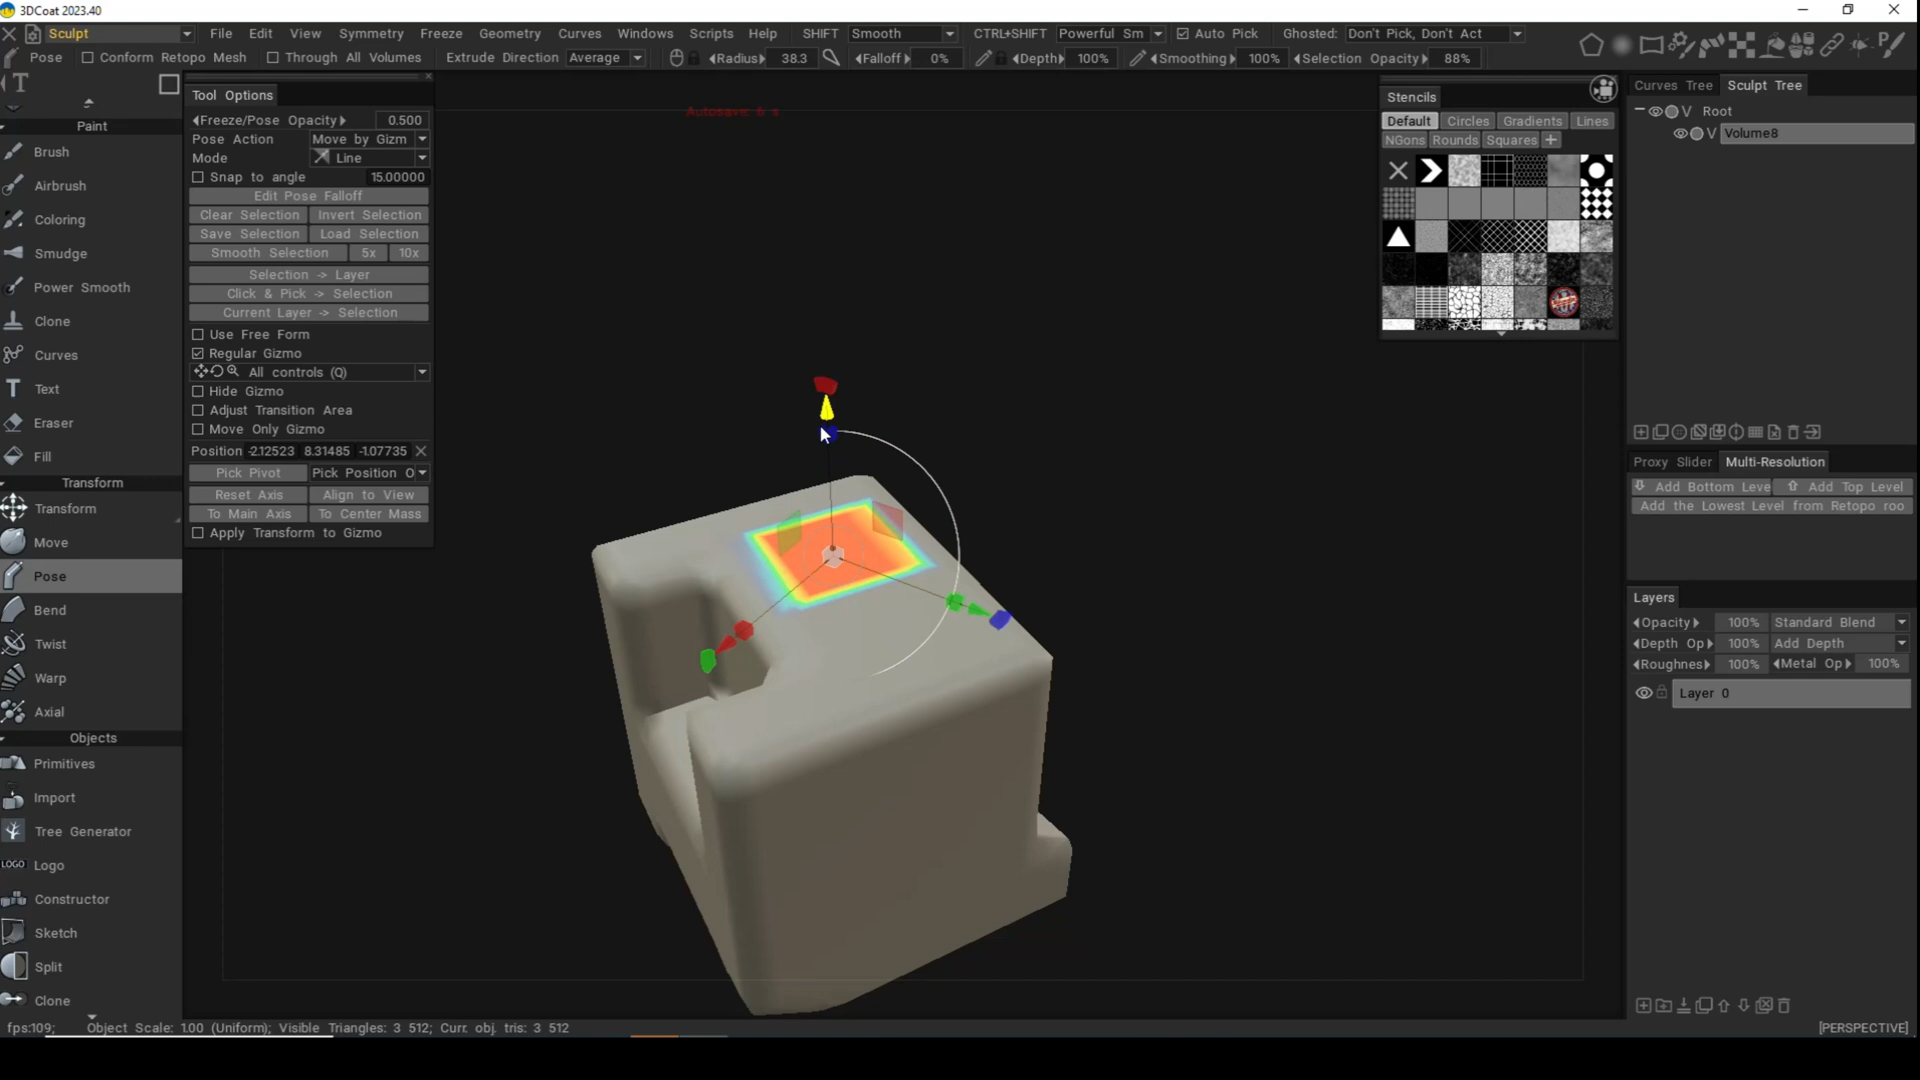 3DCoat 2023.40
Sculpt File Edit View Symmetry Freeze Geometry Curves Windows Scripts Help SHIFT Smooth CTRL+SHIFT Powerful Sm Auto Pick Ghosted: Don't Pick, Don't Act
Pose Conform Retopo Mesh Through All Volumes Extrude Direction Average Radius 38.3 Falloff 0% Depth 100% Smoothing 100% Selection Opacity 88%
Autosave 6 s
Paint
Brush
Airbrush
Coloring
Smudge
Power Smooth
Clone
Curves
Text
Eraser
Fill
Transform
Transform
Move
Pose
Bend
Twist
Warp
Axial
Objects
Primitives
Import
Tree Generator
LOGO Logo
Constructor
Sketch
Split
Clone
Tool Options
Freeze/Pose Opacity 0.500
Pose Action Move by Gizm
Mode Line
Snap to angle 15.00000
Edit Pose Falloff
Clear Selection Invert Selection
Save Selection Load Selection
Smooth Selection 5x 10x
Selection -> Layer
Click & Pick -> Selection
Current Layer -> Selection
Use Free Form
Regular Gizmo
All controls (Q)
Hide Gizmo
Adjust Transition Area
Move Only Gizmo
Position -2.12523 8.31485 -1.07735
Pick Pivot Pick Position O
Reset Axis Align to View
To Main Axis To Center Mass
Apply Transform to Gizmo
Stencils
Default Circles Gradients Lines
NGons Rounds Squares +
Curves Tree Sculpt Tree
V Root
V Volume8
Proxy Slider Multi-Resolution
Add Bottom Leve Add Top Level
Add the Lowest Level from Retopo roo
Layers
Opacity 100% Standard Blend
Depth Op 100% Add Depth
Roughness 100% Metal Op 100%
Layer 0
fps:109; Object Scale: 1.00 (Uniform); Visible Triangles: 3 512; Curr. obj. tris: 3 512
[PERSPECTIVE]